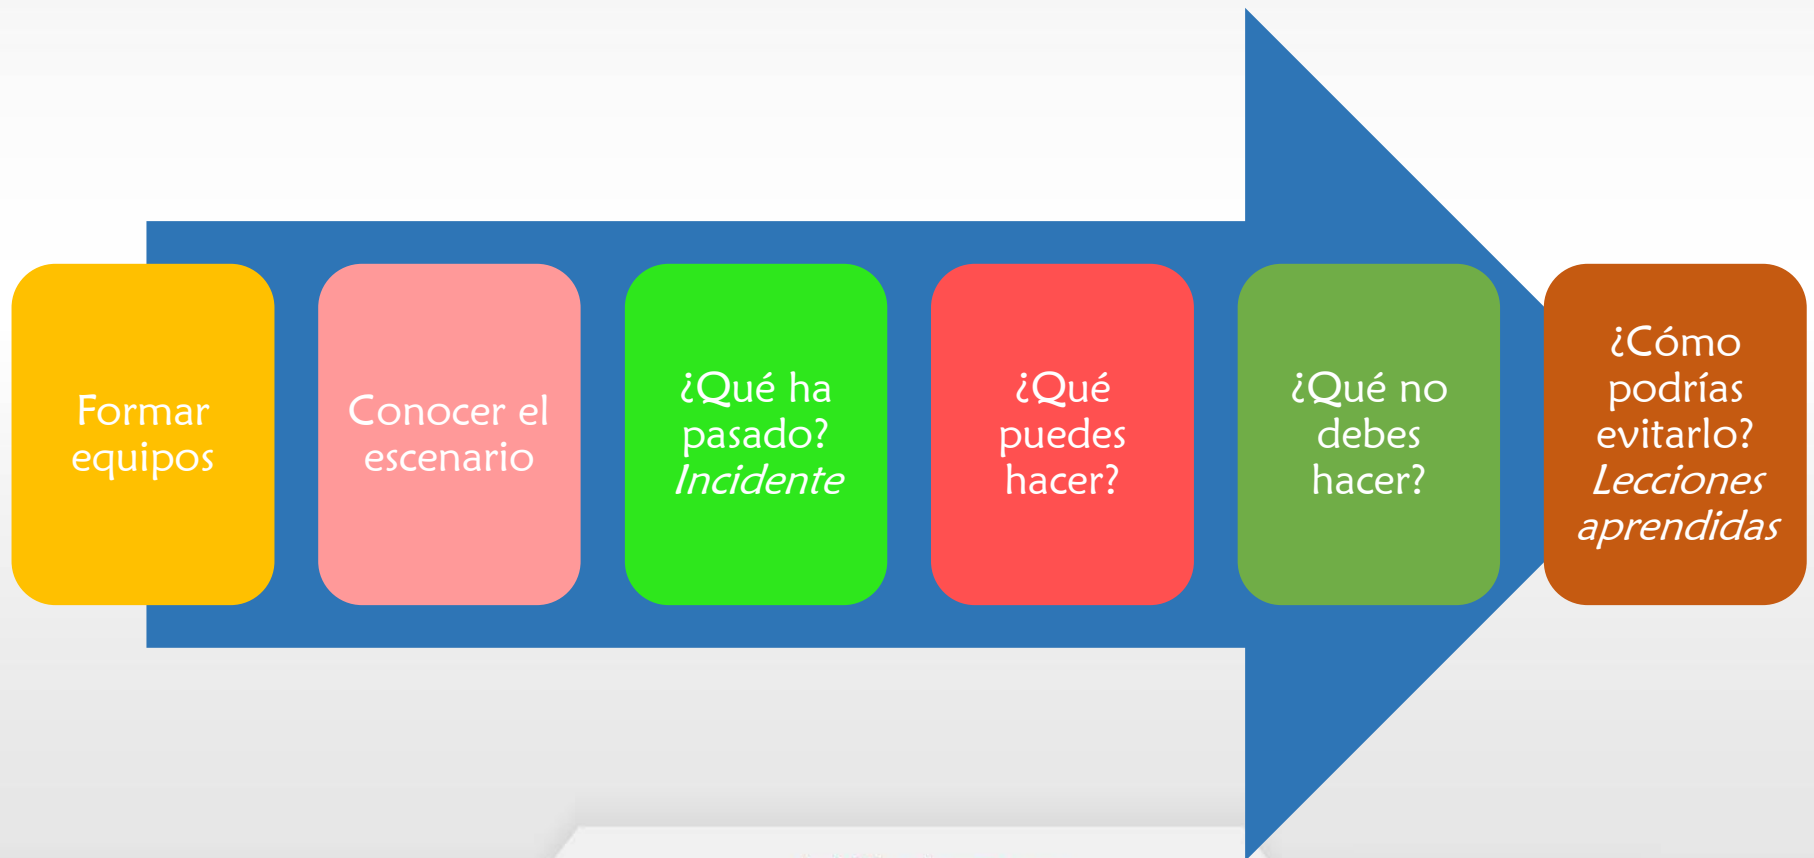 Formar
equipos
Conocer el
escenario
¿Qué ha
pasado?
Incidente
¿Qué
puedes
hacer?
¿Qué no
debes
hacer?
¿Cómo
podrías
evitarlo?
Lecciones
aprendidas